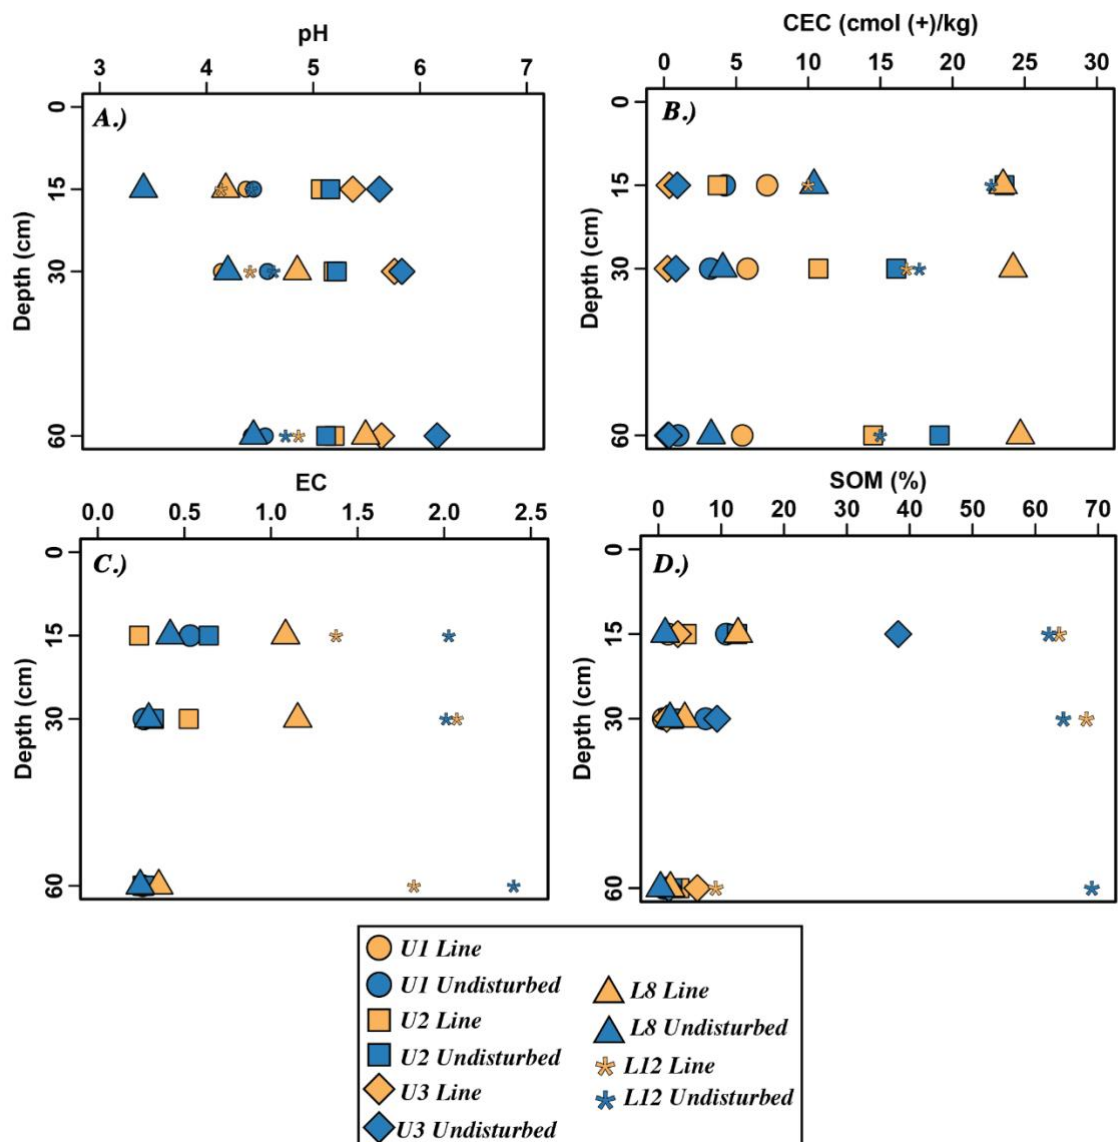 pH
3 4 5 6 7
A.)
0
15
30
60
Depth (cm)
CEC (cmol (+)/kg)
0 5 10 15 20 25 30
B.)
0
15
30
60
Depth (cm)
EC
0.0 0.5 1.0 1.5 2.0 2.5
C.)
0
15
30
60
Depth (cm)
SOM (%)
0 10 20 30 40 50 60 70
D.)
0
15
30
60
Depth (cm)
U1 Line
U1 Undisturbed
U2 Line
U2 Undisturbed
U3 Line
U3 Undisturbed
L8 Line
L8 Undisturbed
L12 Line
L12 Undisturbed